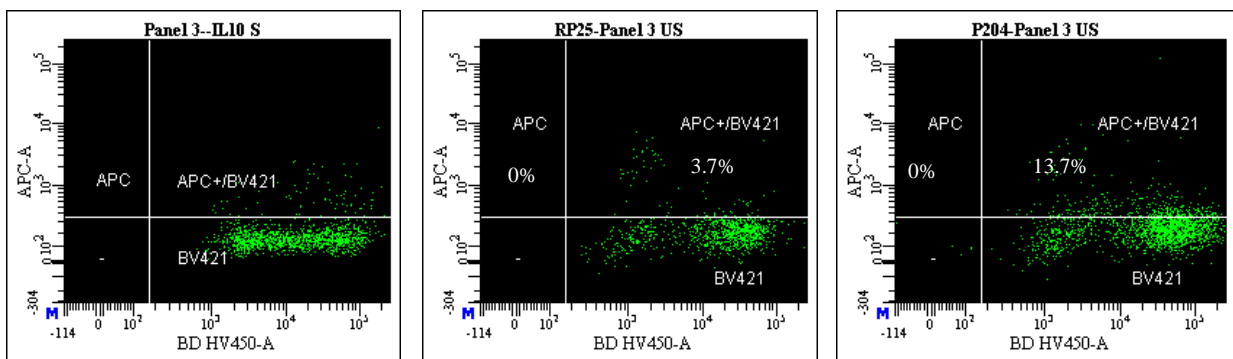 Panel 3--IL10 S
APC-A
10^5
10^4
10^3
10^2
0
-304
APC
APC+/BV421
-
BV421
M
-114
0
10^2
10^3
10^4
10^5
BD HV450-A
RP25-Panel 3 US
APC-A
10^5
10^4
10^3
10^2
0
-304
APC
APC+/BV421
0%
3.7%
-
BV421
M
-114
0
10^2
10^3
10^4
10^5
BD HV450-A
P204-Panel 3 US
APC-A
10^5
10^4
10^3
10^2
0
-304
APC
APC+/BV421
0%
13.7%
-
BV421
M
-114
0
10^2
10^3
10^4
10^5
BD HV450-A